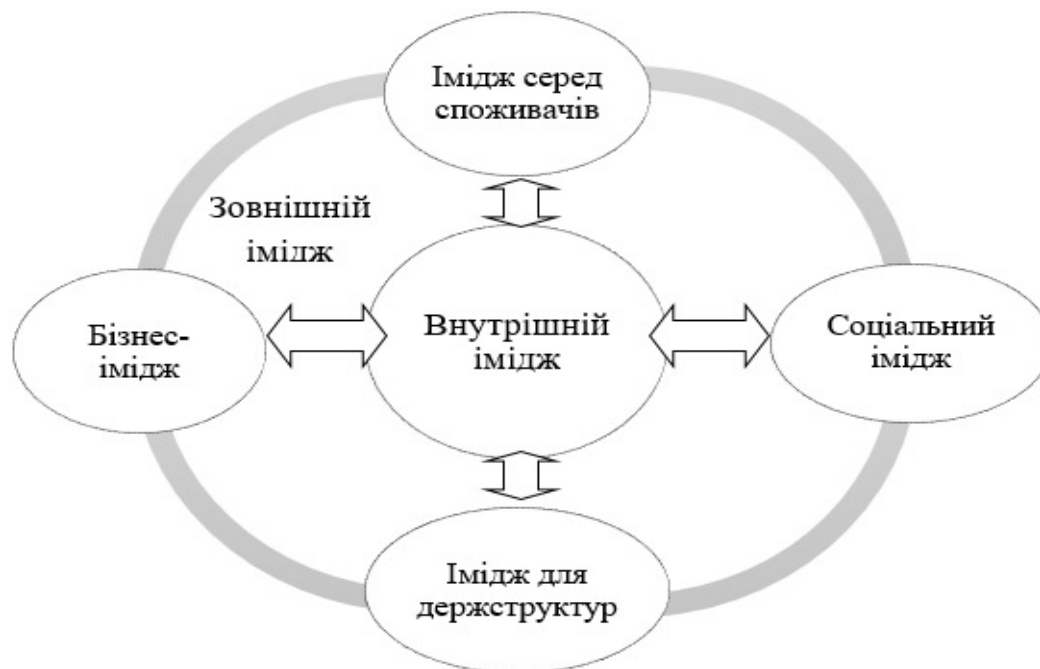 Імідж серед
споживачів
Зовнішній
імідж
Бізнес-
імідж
Внутрішній
імідж
Соціальний
імідж
Імідж для
держструктур